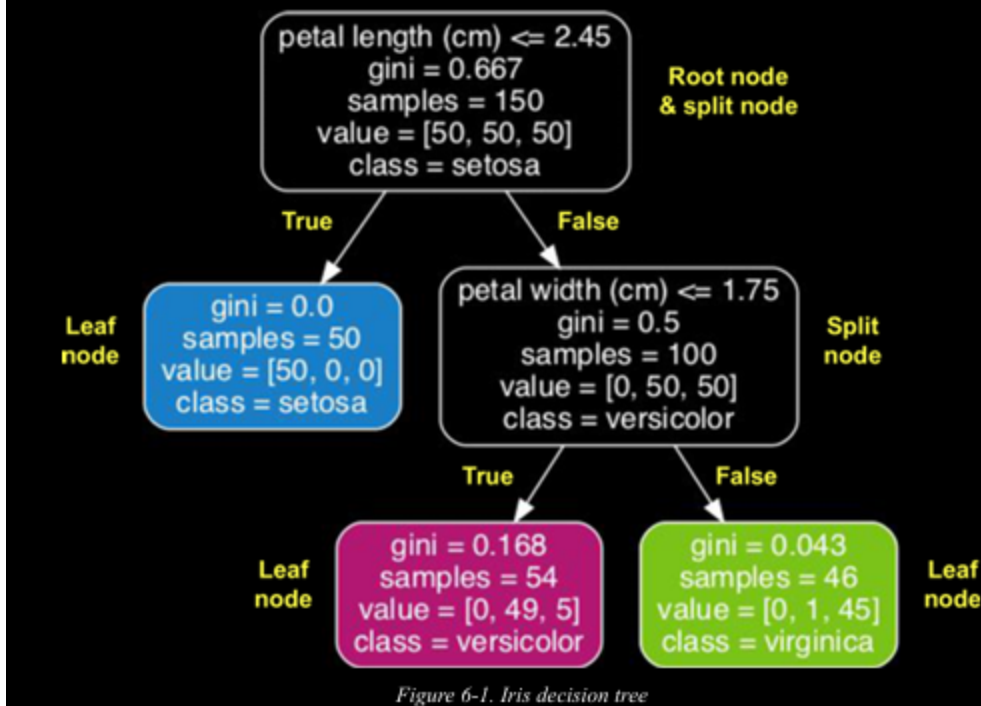 petal length (cm) <= 2.45
gini = 0.667
samples = 150
value = [50, 50, 50]
class = setosa
Root node
& split node
True
False
Leaf
node
gini = 0.0
samples = 50
value = [50, 0, 0]
class = setosa
petal width (cm) <= 1.75
gini = 0.5
samples = 100
value = [0, 50, 50]
class = versicolor
Split
node
True
False
Leaf
node
gini = 0.168
samples = 54
value = [0, 49, 5]
class = versicolor
gini = 0.043
samples = 46
value = [0, 1, 45]
class = virginica
Leaf
node
Figure 6-1. Iris decision tree